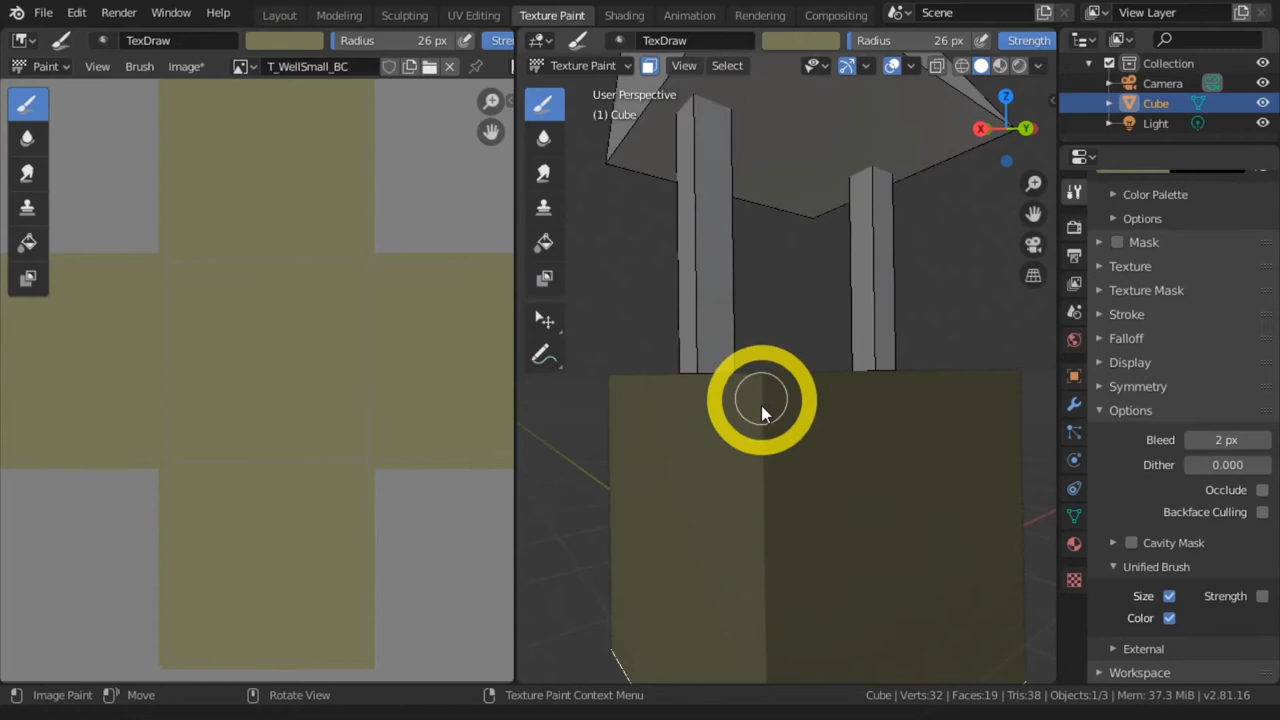 File Edit Render Window Help Layout Modeling Sculpting UV Editing Texture Paint Shading Animation Rendering Compositing Scene View Layer
TexDraw Radius 26 px Stre TexDraw Radius 26 px Strength
Paint View Brush Image* T_WellSmall_BC Texture Paint View Select
User Perspective
(1) Cube
Z
X
Y
Collection
Camera
Cube
Light
Color Palette
Options
Mask
Texture
Texture Mask
Stroke
Falloff
Display
Symmetry
Options
Bleed 2 px
Dither 0.000
Occlude
Backface Culling
Cavity Mask
Unified Brush
Size Strength
Color
External
Workspace
Image Paint Move Rotate View Texture Paint Context Menu Cube | Verts:32 | Faces:19 | Tris:38 | Objects:1/3 | Mem: 37.3 MiB | v2.81.16